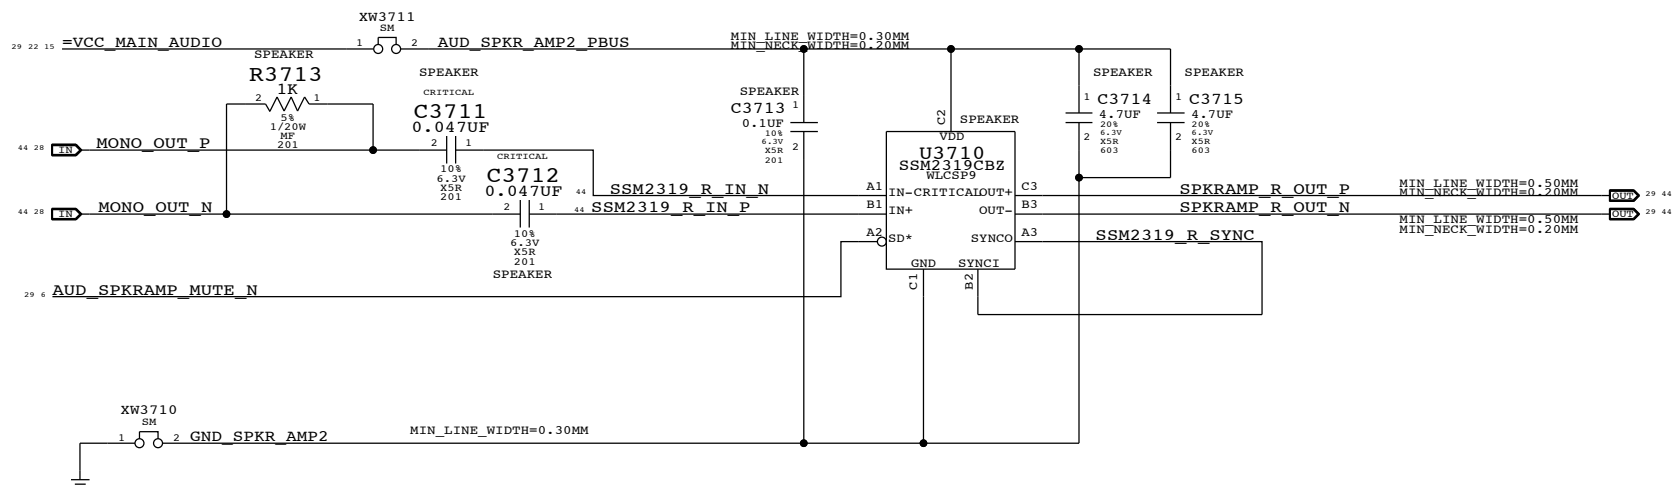 XW3711
SM
29 22 15 =VCC_MAIN_AUDIO 1 2 AUD_SPKR_AMP2_PBUS
MIN_LINE_WIDTH=0.30MM
MIN_NECK_WIDTH=0.20MM
SPEAKER
R3713
1K
2 1
5%
1/20W
MF
201
SPEAKER
CRITICAL
C3711
0.047UF
2 1
10%
6.3V
X5R
201
44 28 IN MONO_OUT_P
CRITICAL
C3712
0.047UF
2 1
10%
6.3V
X5R
201
SPEAKER
44 28 IN MONO_OUT_N
44 SSM2319_R_IN_N
44 SSM2319_R_IN_P
SPEAKER
C3713
1
0.1UF
10%
6.3V
X5R
201
2
C2
SPEAKER
VDD
U3710
SSM2319CBZ
WLCSP9
A1 IN- CRITICAL OUT+ C3
B1 IN+ OUT- B3
A2 SD* SYNCO A3
GND SYNCI
C1 B2
SPEAKER
1 C3714
4.7UF
20%
6.3V
X5R
603
2
SPEAKER
1 C3715
4.7UF
20%
6.3V
X5R
603
2
SPKRAMP_R_OUT_P
MIN_LINE_WIDTH=0.50MM
MIN_NECK_WIDTH=0.20MM
OUT 29 44
SPKRAMP_R_OUT_N
MIN_LINE_WIDTH=0.50MM
MIN_NECK_WIDTH=0.20MM
OUT 29 44
SSM2319_R_SYNC
29 6 AUD_SPKRAMP_MUTE_N
XW3710
SM
1 2 GND_SPKR_AMP2
MIN_LINE_WIDTH=0.30MM